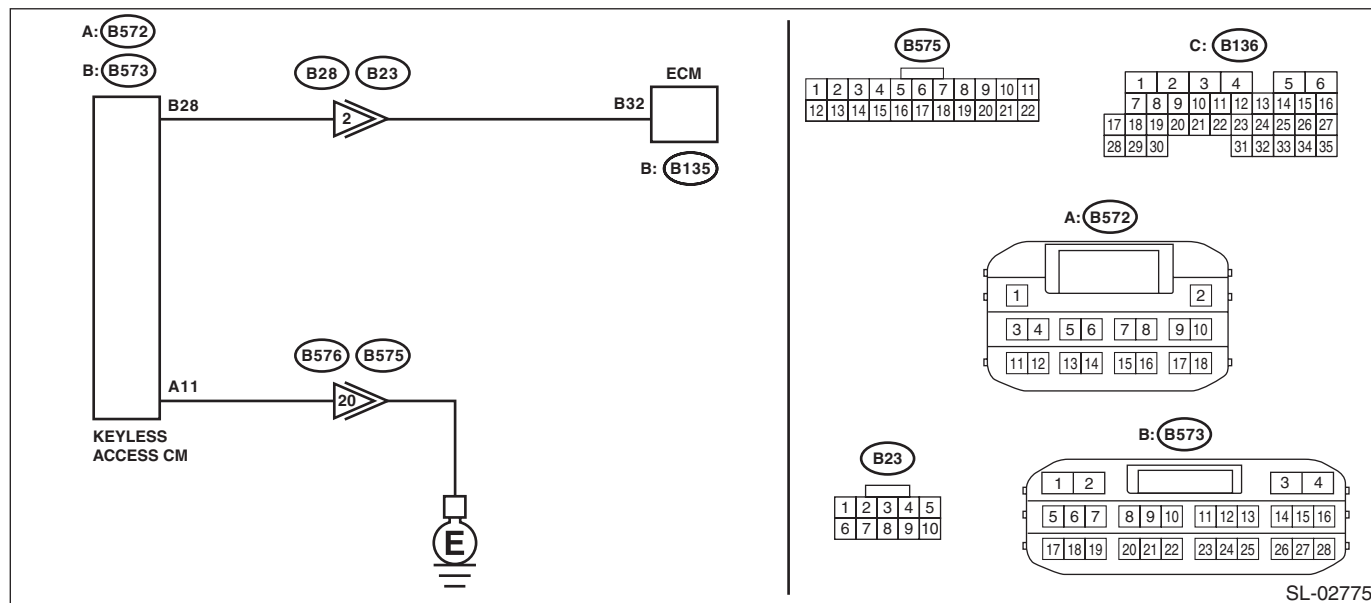 A: B572
B: B573
B28
B28 B23
2
B32
ECM
B: B135
A11
B576 B575
20
KEYLESS
ACCESS CM
E
B575
1 2 3 4 5 6 7 8 9 10 11
12 13 14 15 16 17 18 19 20 21 22
C: B136
1 2 3 4 5 6
7 8 9 10 11 12 13 14 15 16
17 18 19 20 21 22 23 24 25 26 27
28 29 30 31 32 33 34 35
A: B572
1 2
3 4 5 6 7 8 9 10
11 12 13 14 15 16 17 18
B23
1 2 3 4 5
6 7 8 9 10
B: B573
1 2 3 4
5 6 7 8 9 10 11 12 13 14 15 16
17 18 19 20 21 22 23 24 25 26 27 28
SL-02775